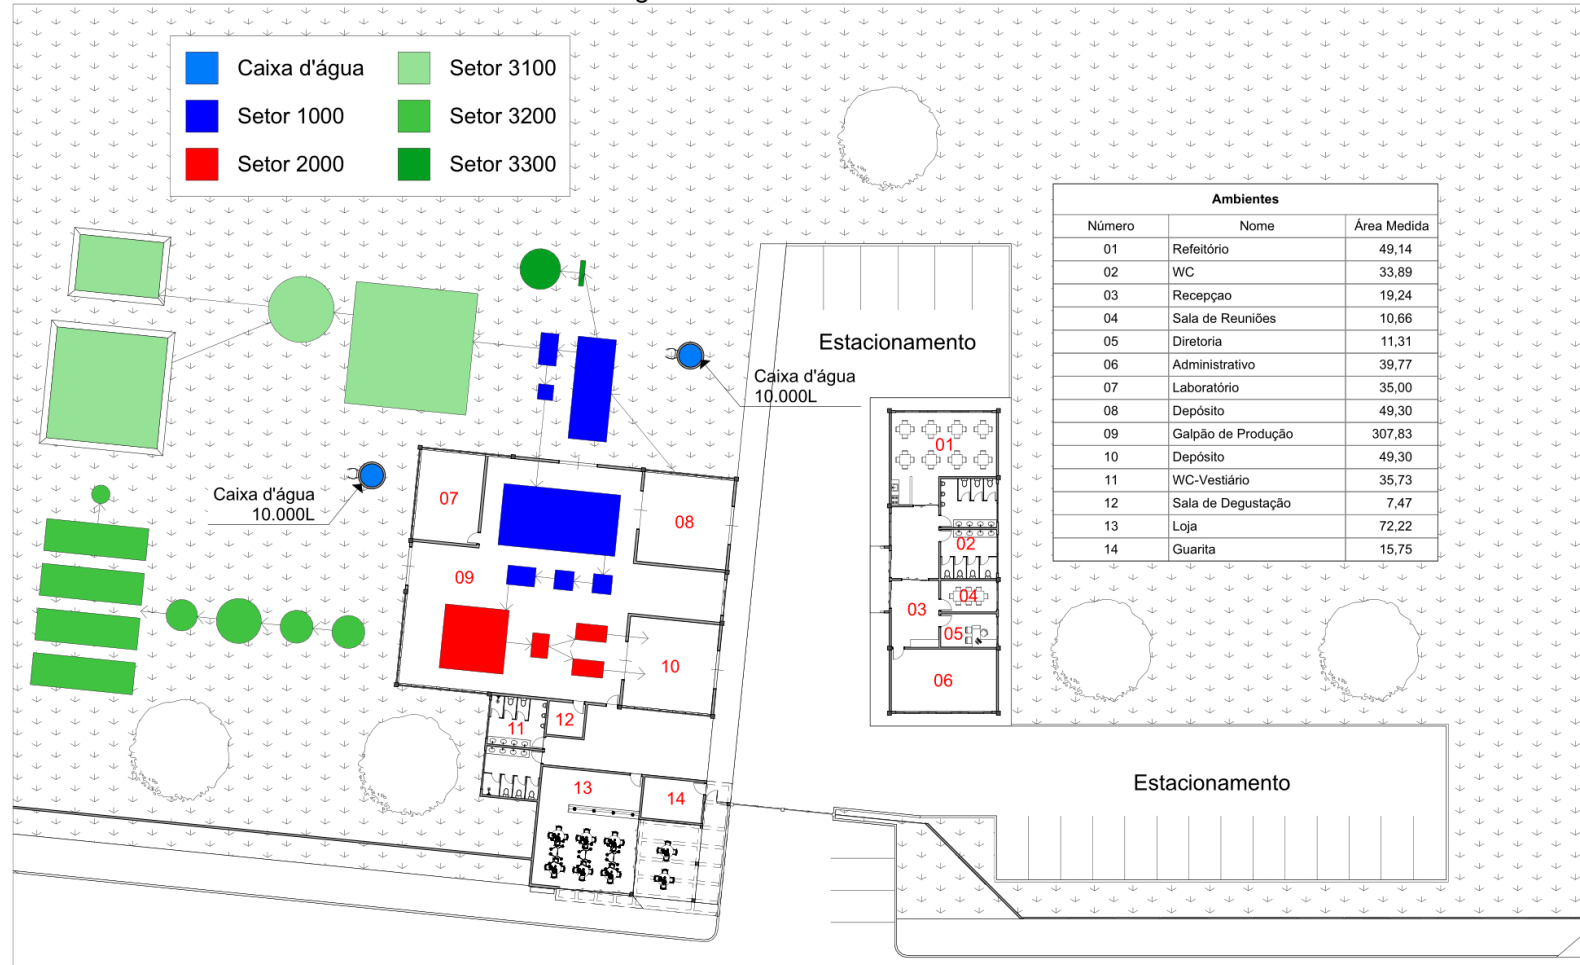 Caixa d'água
Setor 3100
Setor 1000
Setor 3200
Setor 2000
Setor 3300
Ambientes
Número Nome Área Medida
01 Refeitório 49,14
02 WC 33,89
03 Recepçao 19,24
04 Sala de Reuniões 10,66
05 Diretoria 11,31
06 Administrativo 39,77
07 Laboratório 35,00
08 Depósito 49,30
09 Galpão de Produção 307,83
10 Depósito 49,30
11 WC-Vestiário 35,73
12 Sala de Degustação 7,47
13 Loja 72,22
14 Guarita 15,75
Estacionamento
Caixa d'água
10.000L
Caixa d'água
10.000L
01
07
08
02
09
04
03
05
10
06
12
11
13
14
Estacionamento